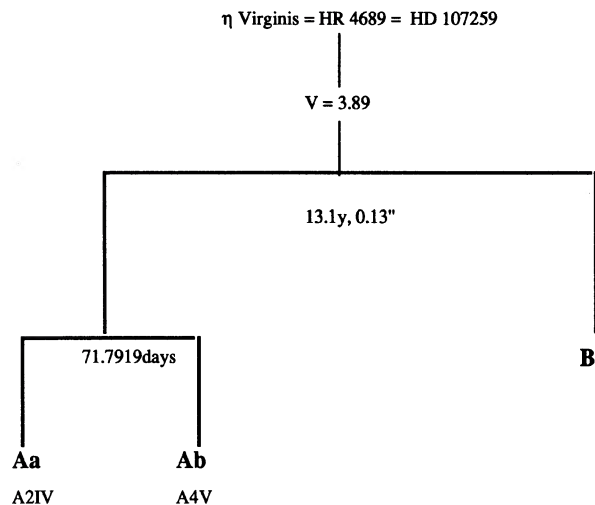 η Virginis = HR 4689 = HD 107259
V = 3.89
13.1y, 0.13"
71.7919days
B
Aa Ab
A2IV A4V